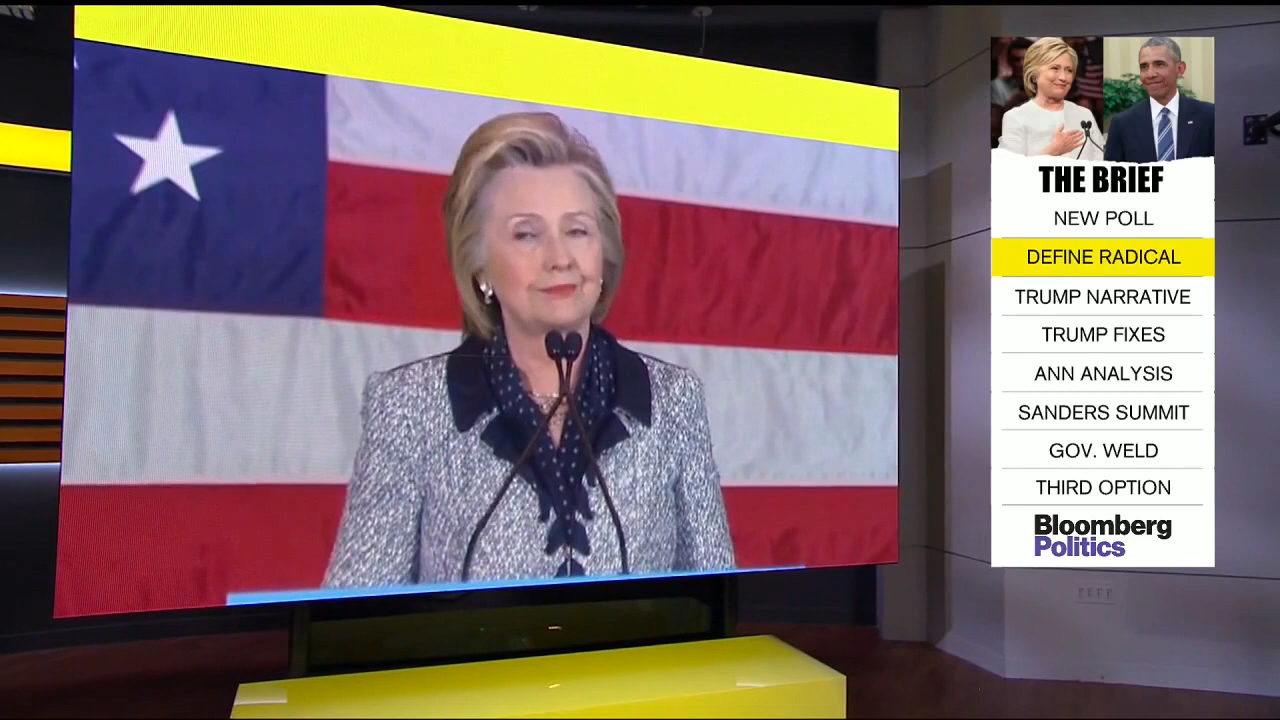 THE BRIEF
NEW POLL
DEFINE RADICAL
TRUMP NARRATIVE
TRUMP FIXES
ANN ANALYSIS
SANDERS SUMMIT
GOV. WELD
THIRD OPTION
Bloomberg
Politics